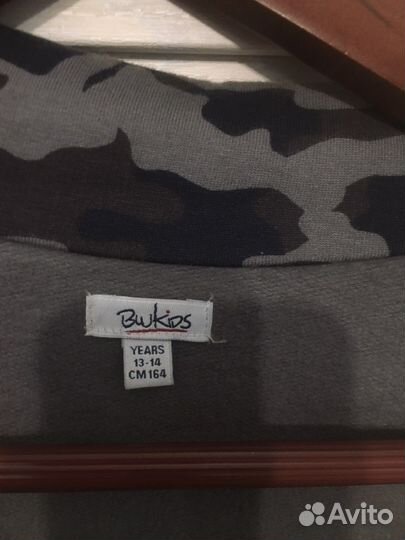 BWKIDS
YEARS
13-14
CM 164
Avito